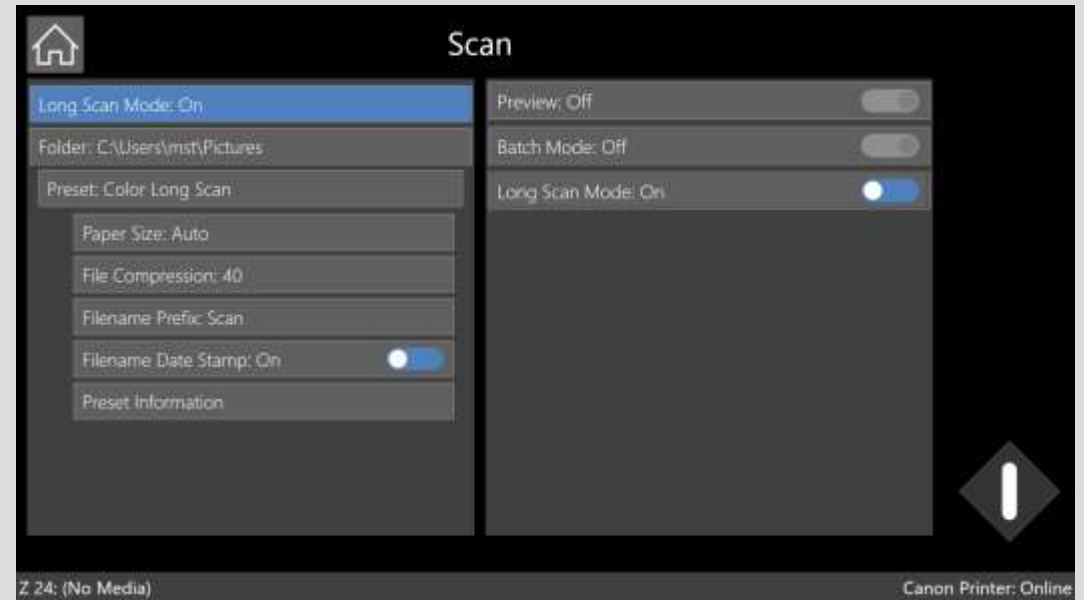 Scan
Long Scan Mode: On
Folder: C:\Users\mst\Pictures
Preset: Color Long Scan
Paper Size: Auto
File Compression: 40
Filename Prefix: Scan
Filename Date Stamp: On
Preset Information
Preview: Off
Batch Mode: Off
Long Scan Mode: On
Z 24: (No Media)
Canon Printer: Online